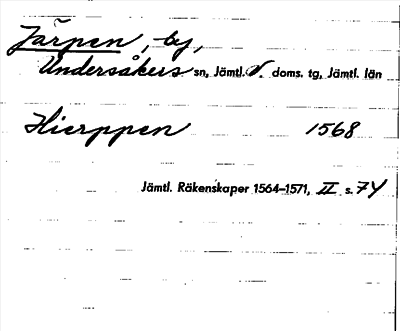 Järpen, by,
Undersåkers sn, Jämtl. V. doms. tg, Jämtl. län
Hierppen 1568
Jämtl. Räkenskaper 1564–1571, II s. 74